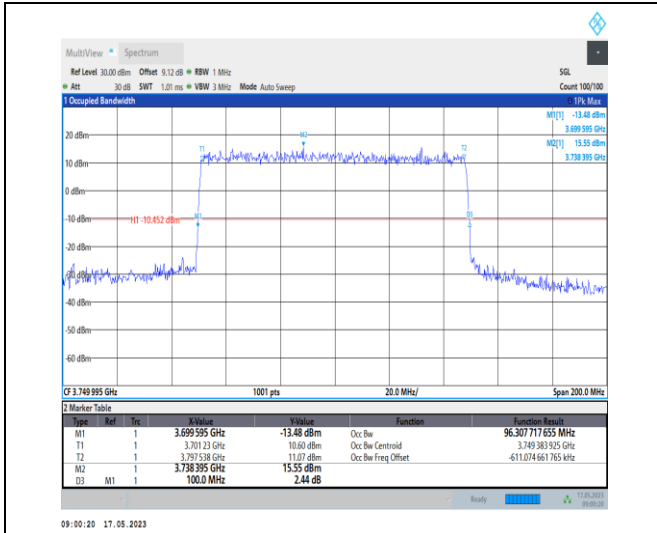 MultiView Spectrum
Ref Level 30.00 dBm Offset 9.12 dB RBW 1 MHz SGL
Att 30 dB SWT 1.01 ms VBW 3 MHz Mode Auto Sweep Count 100/100
1 Occupied Bandwidth 1Pk Max
M1[1] -13.48 dBm
3.699 595 GHz
M2[1] 15.55 dBm
3.738 395 GHz
20 dBm
M2
T1 T2
10 dBm
0 dBm
-10 dBm
H1 -10.452 dBm
M1 D3
-20 dBm
-30 dBm
-40 dBm
-50 dBm
-60 dBm
CF 3.749 995 GHz 1001 pts 20.0 MHz/ Span 200.0 MHz
2 Marker Table
Type Ref Trc X-Value Y-Value Function Function Result
M1 1 3.699 595 GHz -13.48 dBm Occ Bw 96.307 717 655 MHz
T1 1 3.701 23 GHz 10.60 dBm Occ Bw Centroid 3.749 383 925 GHz
T2 1 3.797 538 GHz 11.07 dBm Occ Bw Freq Offset -611.074 661 765 kHz
M2 1 3.738 395 GHz 15.55 dBm
D3 M1 1 100.0 MHz 2.44 dB
Ready 17.05.2023
09:00:20
09:00:20 17.05.2023